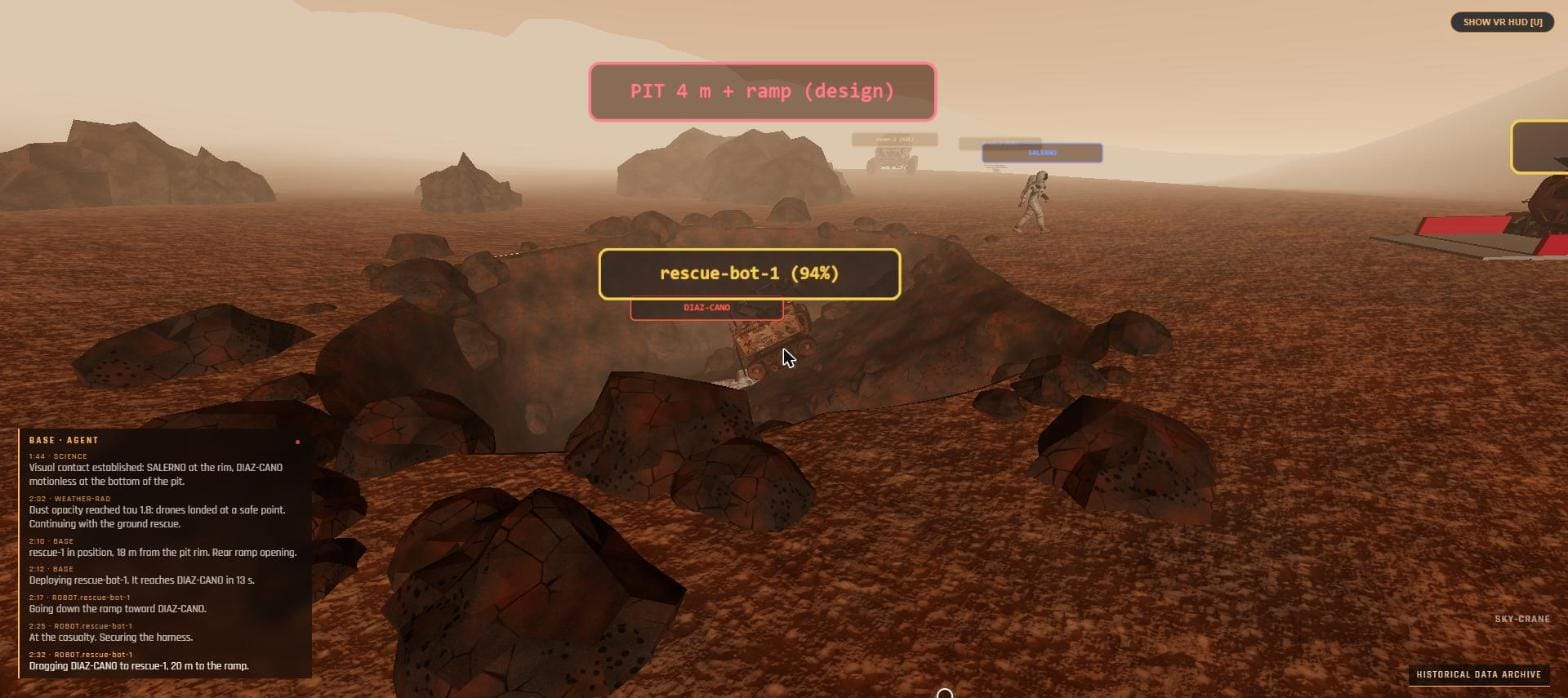 SHOW VR HUD [U]
PIT 4 m + ramp (design)
SALERNO
rescue-bot-1 (94%)
DIAZ-CANO
BASE · AGENT
1:44 · SCIENCE
Visual contact established: SALERNO at the rim, DIAZ-CANO
motionless at the bottom of the pit.
2:02 · WEATHER-RAD
Dust opacity reached tau 1.8: drones landed at a safe point.
Continuing with the ground rescue.
2:10 · BASE
rescue-1 in position, 18 m from the pit rim. Rear ramp opening.
2:12 · BASE
Deploying rescue-bot-1. It reaches DIAZ-CANO in 13 s.
2:17 · ROBOT.rescue-bot-1
Going down the ramp toward DIAZ-CANO.
2:25 · ROBOT.rescue-bot-1
At the casualty. Securing the harness.
2:32 · ROBOT.rescue-bot-1
Dragging DIAZ-CANO to rescue-1, 20 m to the ramp.
SKY-CRANE
HISTORICAL DATA ARCHIVE